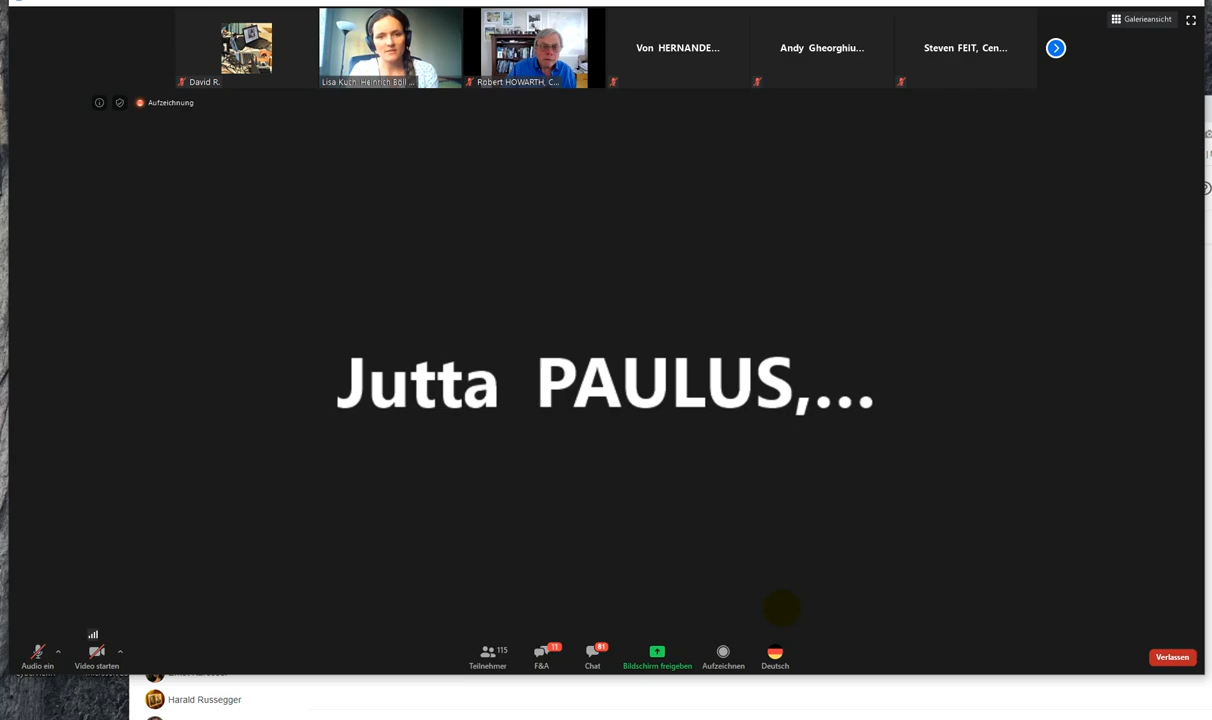 Galerieansicht
Von HERNANDE...
Andy Gheorghiu...
Steven FEIT, Cen...
David R.
Lisa Kuch Heinrich Böll ...
Robert HOWARTH, C...
Aufzeichnung
Jutta PAULUS,...
115
11
81
Audio ein
Video starten
Teilnehmer
F&A
Chat
Bildschirm freigeben
Aufzeichnen
Deutsch
Verlassen
Harald Russegger